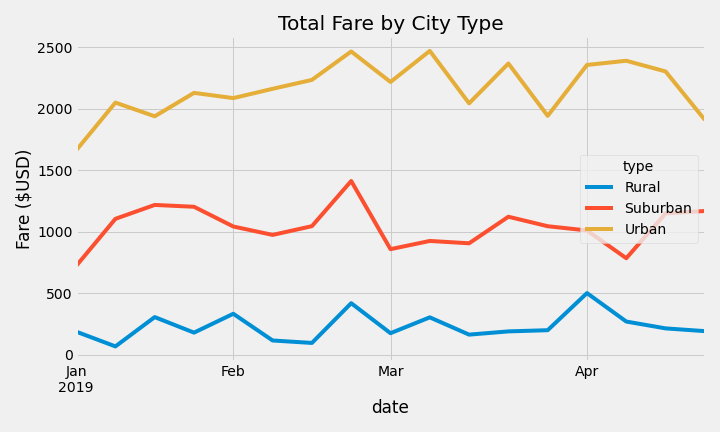 Total Fare by City Type
Fare ($USD)
2500
2000
1500
1000
500
0
type
Rural
Suburban
Urban
Jan
2019
Feb
Mar
Apr
date